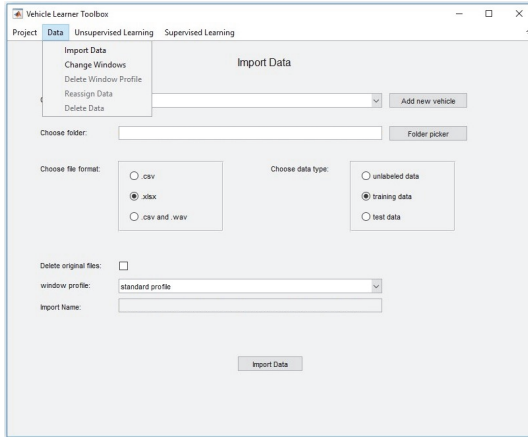 Vehicle Learner Toolbox
Project Data Unsupervised Learning Supervised Learning
Import Data
Change Windows
Delete Window Profile
Reassign Data
Delete Data
Import Data
Add new vehicle
Choose folder: Folder picker
Choose file format: Choose data type:
.csv unlabeled data
.xlsx training data
.csv and .wav test data
Delete original files:
window profile: standard profile
Import Name:
Import Data